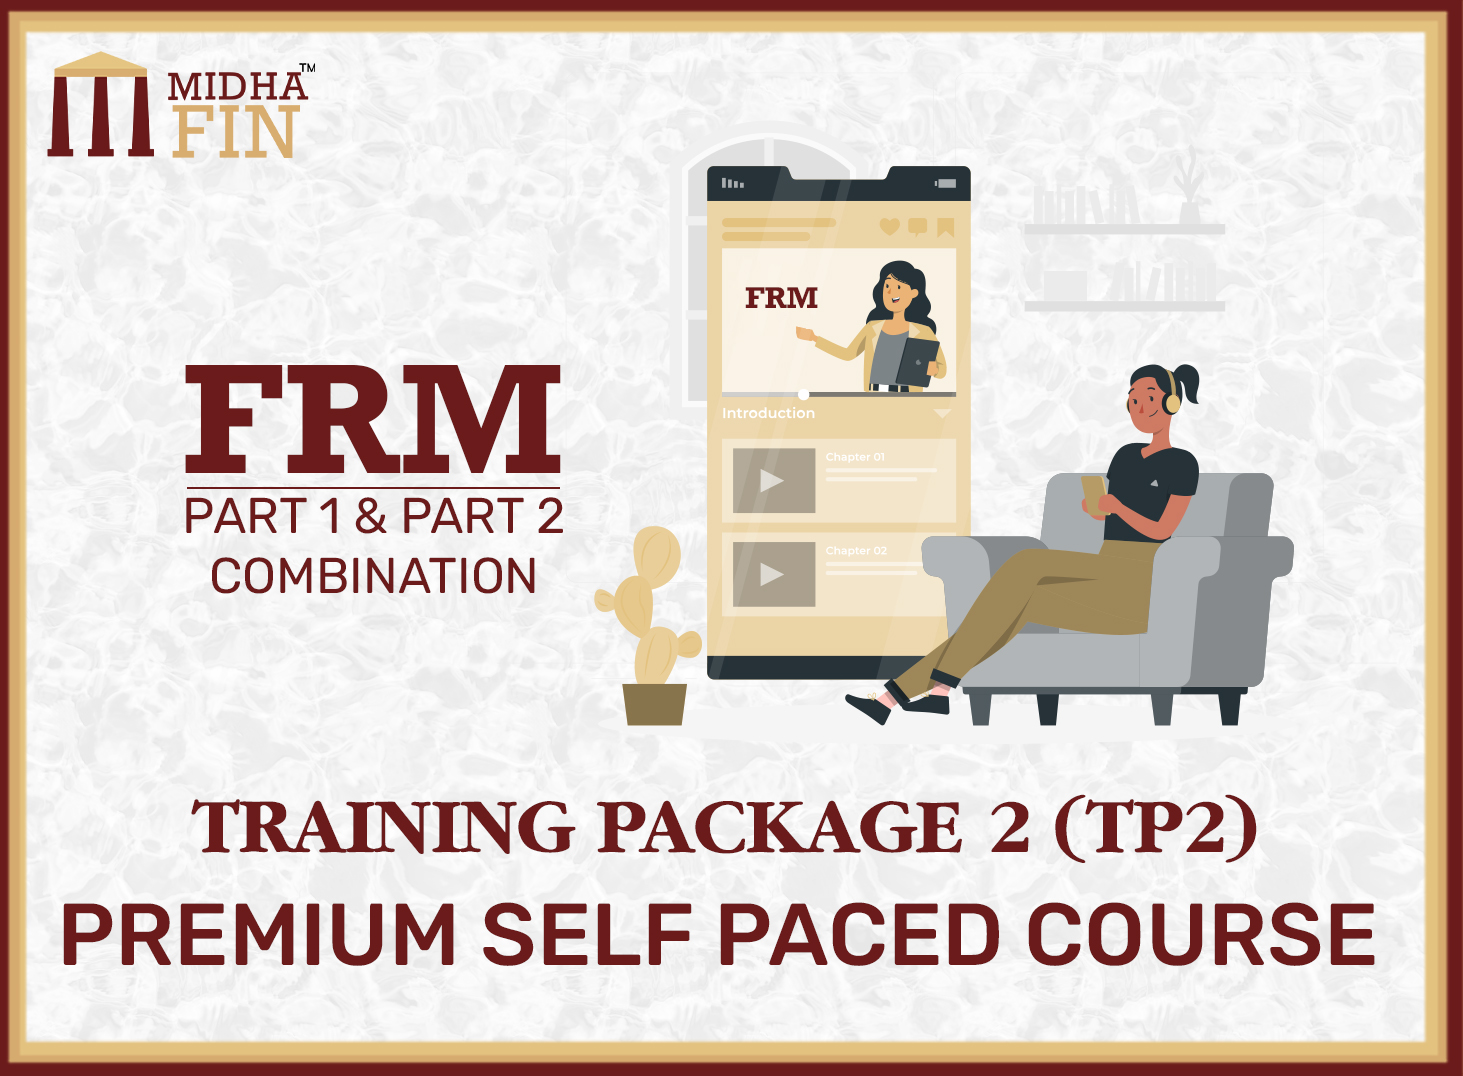 MIDHA™
FIN
FRM
Introduction
Chapter 01
Chapter 02
FRM
PART 1 & PART 2
COMBINATION
TRAINING PACKAGE 2 (TP2)
PREMIUM SELF PACED COURSE